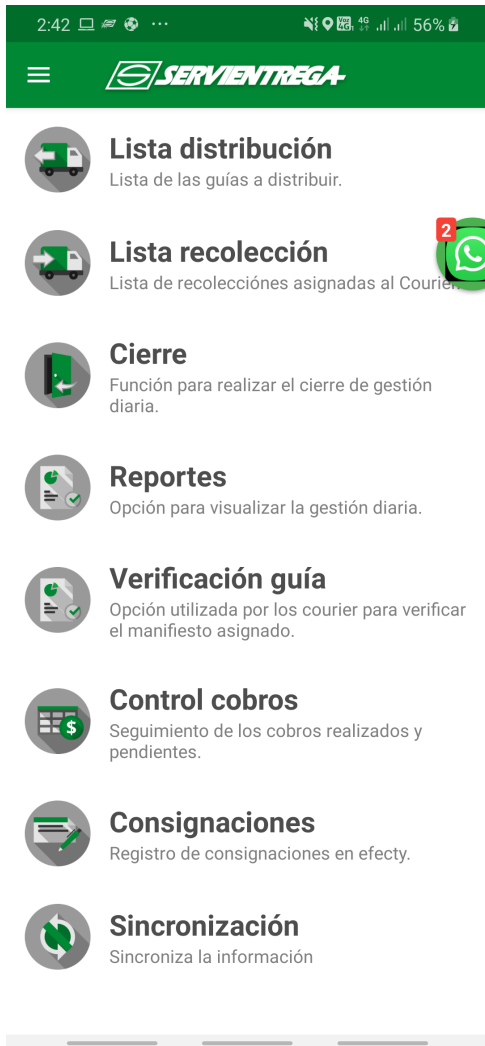 2:42 ··· Voz 4G 4G 56%
SERVIENTREGA
Lista distribución
Lista de las guías a distribuir.
2
Lista recolección
Lista de recolecciónes asignadas al Courier.
Cierre
Función para realizar el cierre de gestión
diaria.
Reportes
Opción para visualizar la gestión diaria.
Verificación guía
Opción utilizada por los courier para verificar
el manifiesto asignado.
Control cobros
Seguimiento de los cobros realizados y
pendientes.
$
Consignaciones
Registro de consignaciones en efecty.
Sincronización
Sincroniza la información